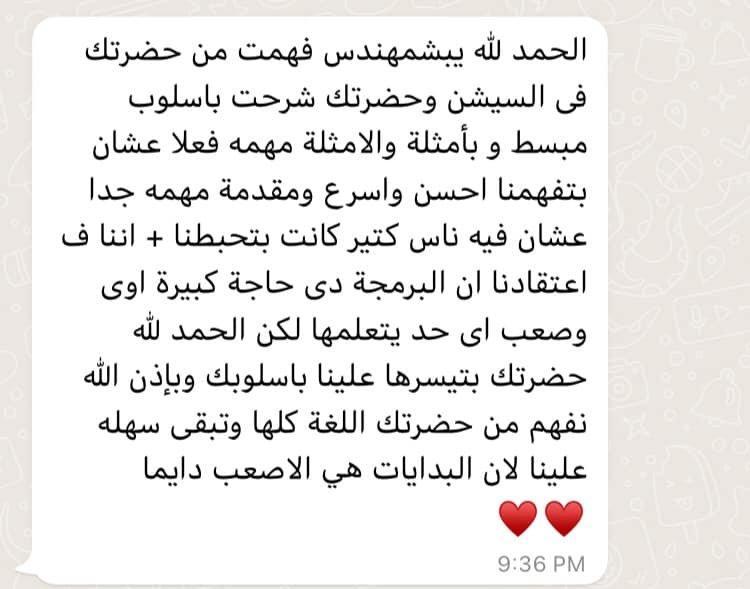 الحمد لله يبشمهندس فهمت من حضرتك
فى السيشن وحضرتك شرحت باسلوب
مبسط و بأمثلة والامثلة مهمه فعلا عشان
بتفهمنا احسن واسرع ومقدمة مهمه جدا
عشان فيه ناس كتير كانت بتحبطنا + اننا ف
اعتقادنا ان البرمجة دى حاجة كبيرة اوى
وصعب اى حد يتعلمها لكن الحمد لله
حضرتك بتيسرها علينا باسلوبك وبإذن الله
نفهم من حضرتك اللغة كلها وتبقى سهله
علينا لان البدايات هي الاصعب دايما
♥️♥️
9:36 PM